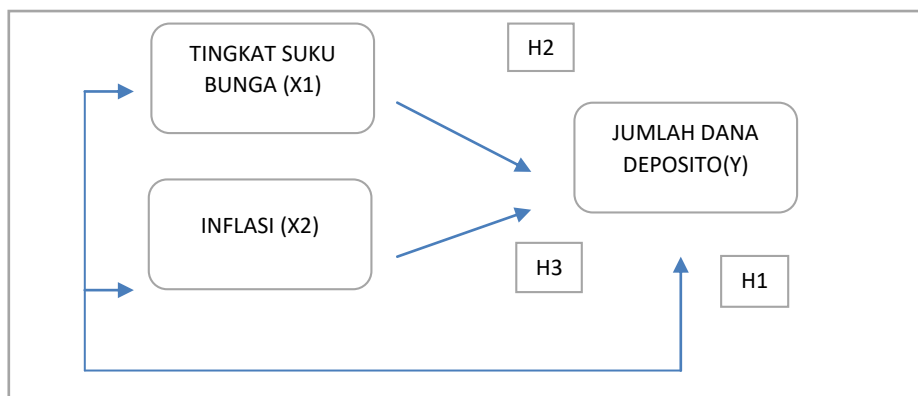 TINGKAT SUKU
BUNGA (X1)
H2
JUMLAH DANA
DEPOSITO(Y)
INFLASI (X2)
H3
H1